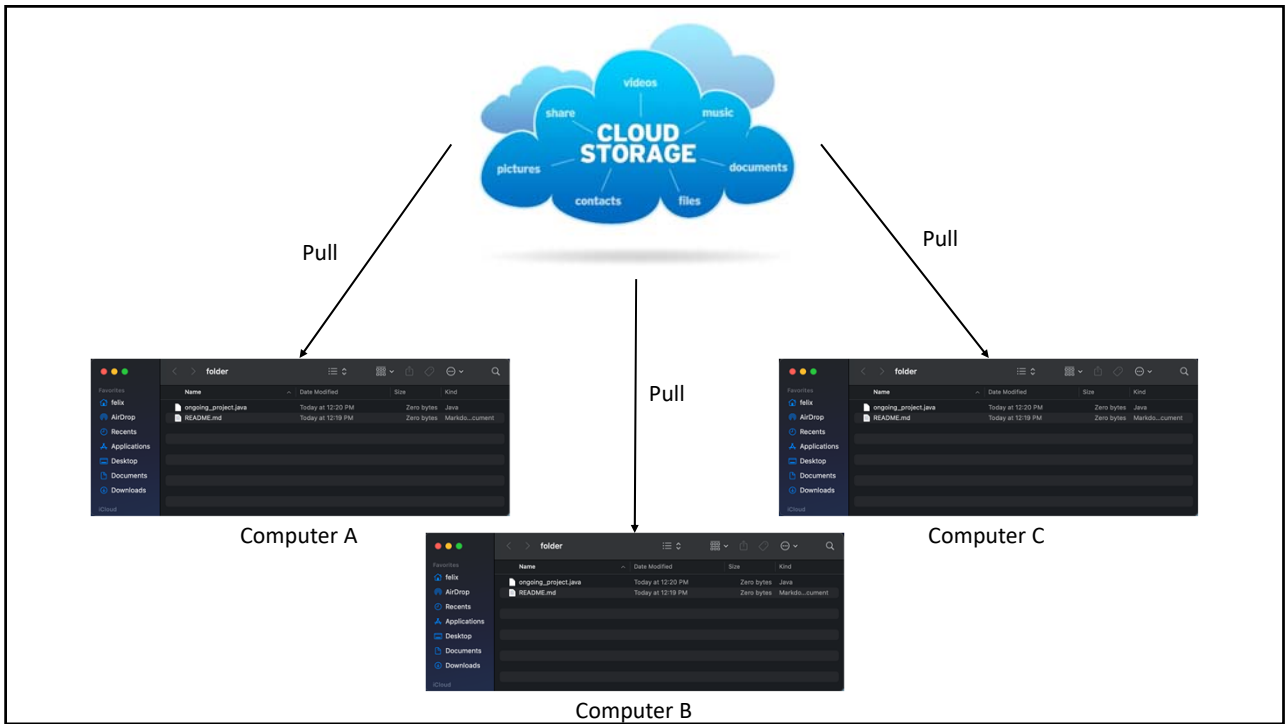 videos
share
music
CLOUD
STORAGE
pictures
documents
contacts
files
Pull
Pull
Pull
folder
Favorites
Name Date Modified Size Kind
felix
ongoing_project.java Today at 12:20 PM Zero bytes Java
AirDrop
README.md Today at 12:19 PM Zero bytes Markdo...cument
Recents
Applications
Desktop
Documents
Downloads
iCloud
Computer A
folder
Favorites
Name Date Modified Size Kind
felix
ongoing_project.java Today at 12:20 PM Zero bytes Java
AirDrop
README.md Today at 12:19 PM Zero bytes Markdo...cument
Recents
Applications
Desktop
Documents
Downloads
iCloud
Computer C
folder
Favorites
Name Date Modified Size Kind
felix
ongoing_project.java Today at 12:20 PM Zero bytes Java
AirDrop
README.md Today at 12:19 PM Zero bytes Markdo...cument
Recents
Applications
Desktop
Documents
Downloads
iCloud
Computer B